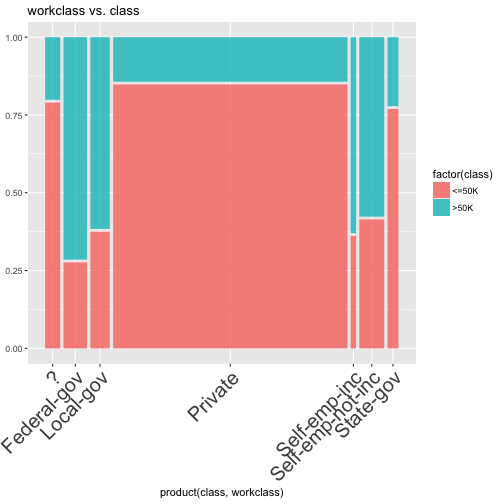 workclass vs. class
1.00
0.75
0.50
0.25
0.00
?
Federal-gov
Local-gov
Private
Self-emp-inc
Self-emp-not-inc
State-gov
product(class, workclass)
factor(class)
<=50K
>50K